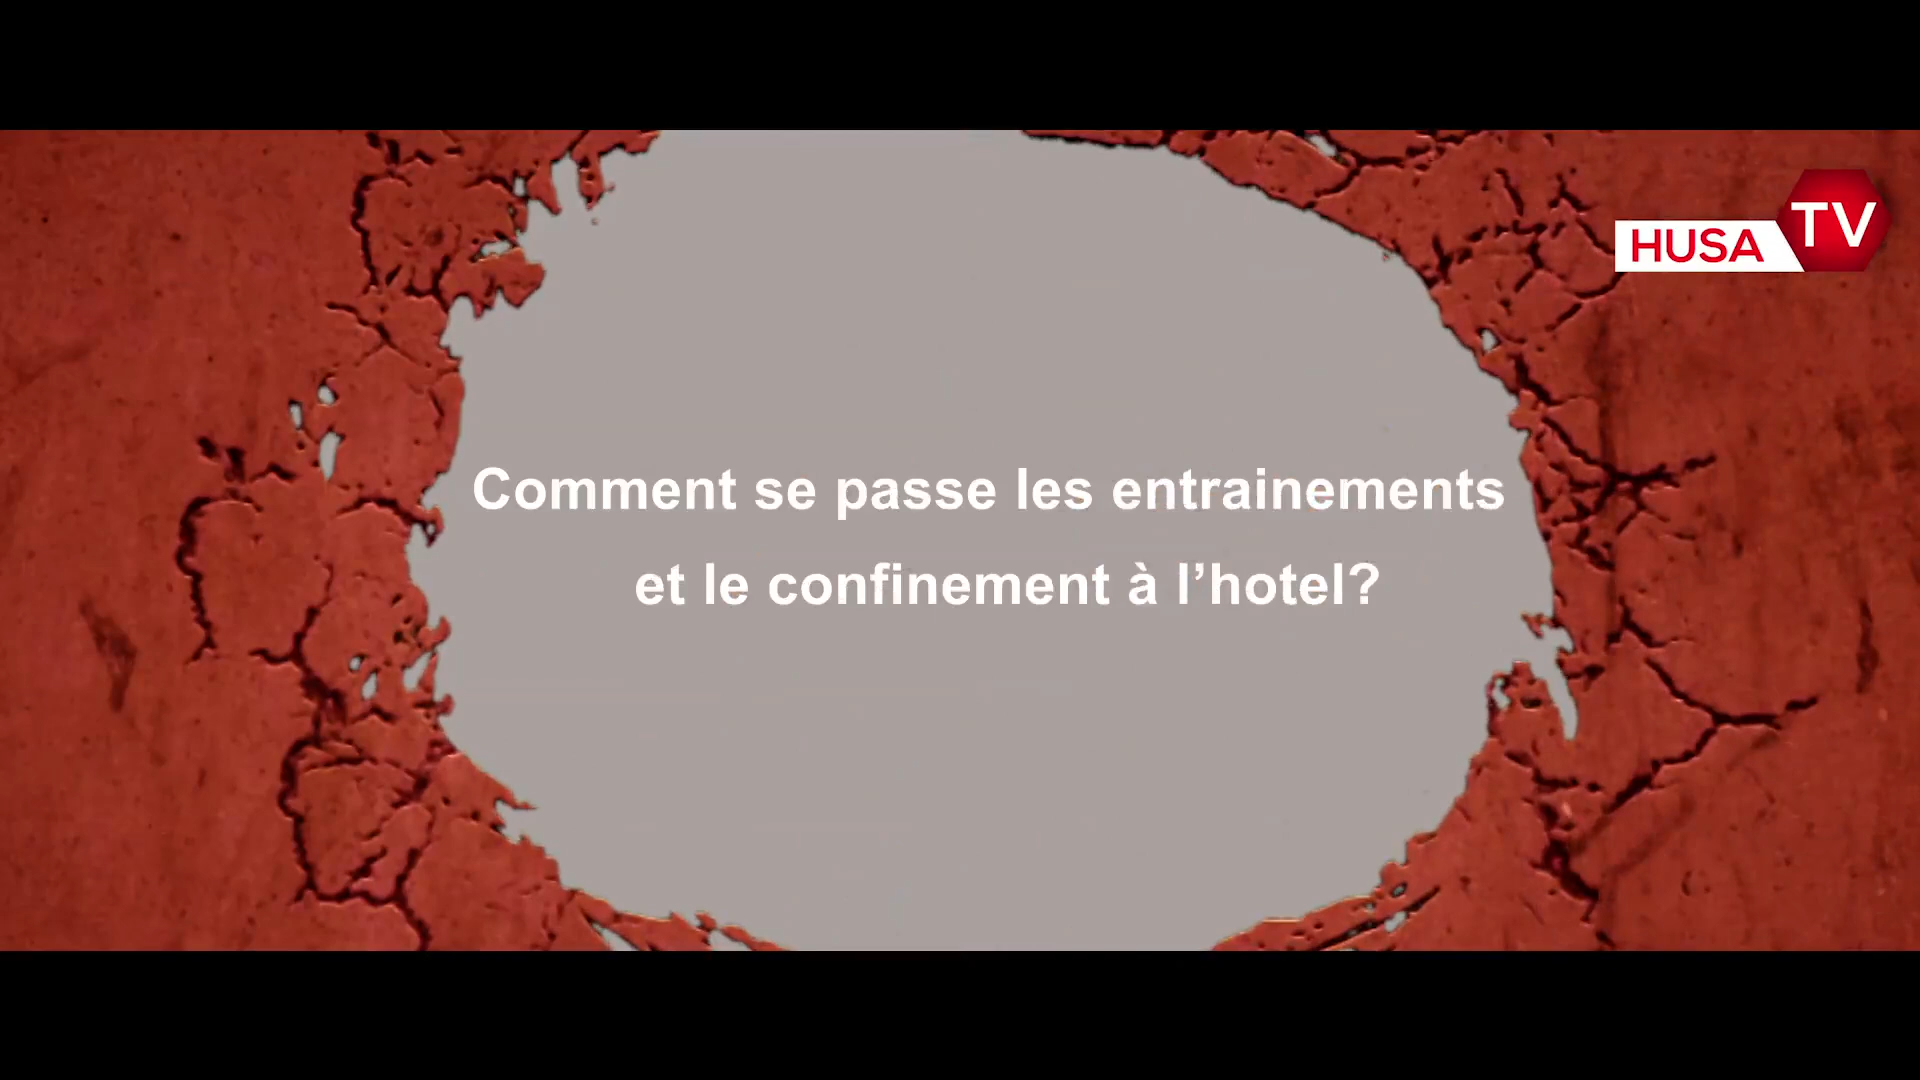 HUSA TV
Comment se passe les entrainements
et le confinement à l’hotel?